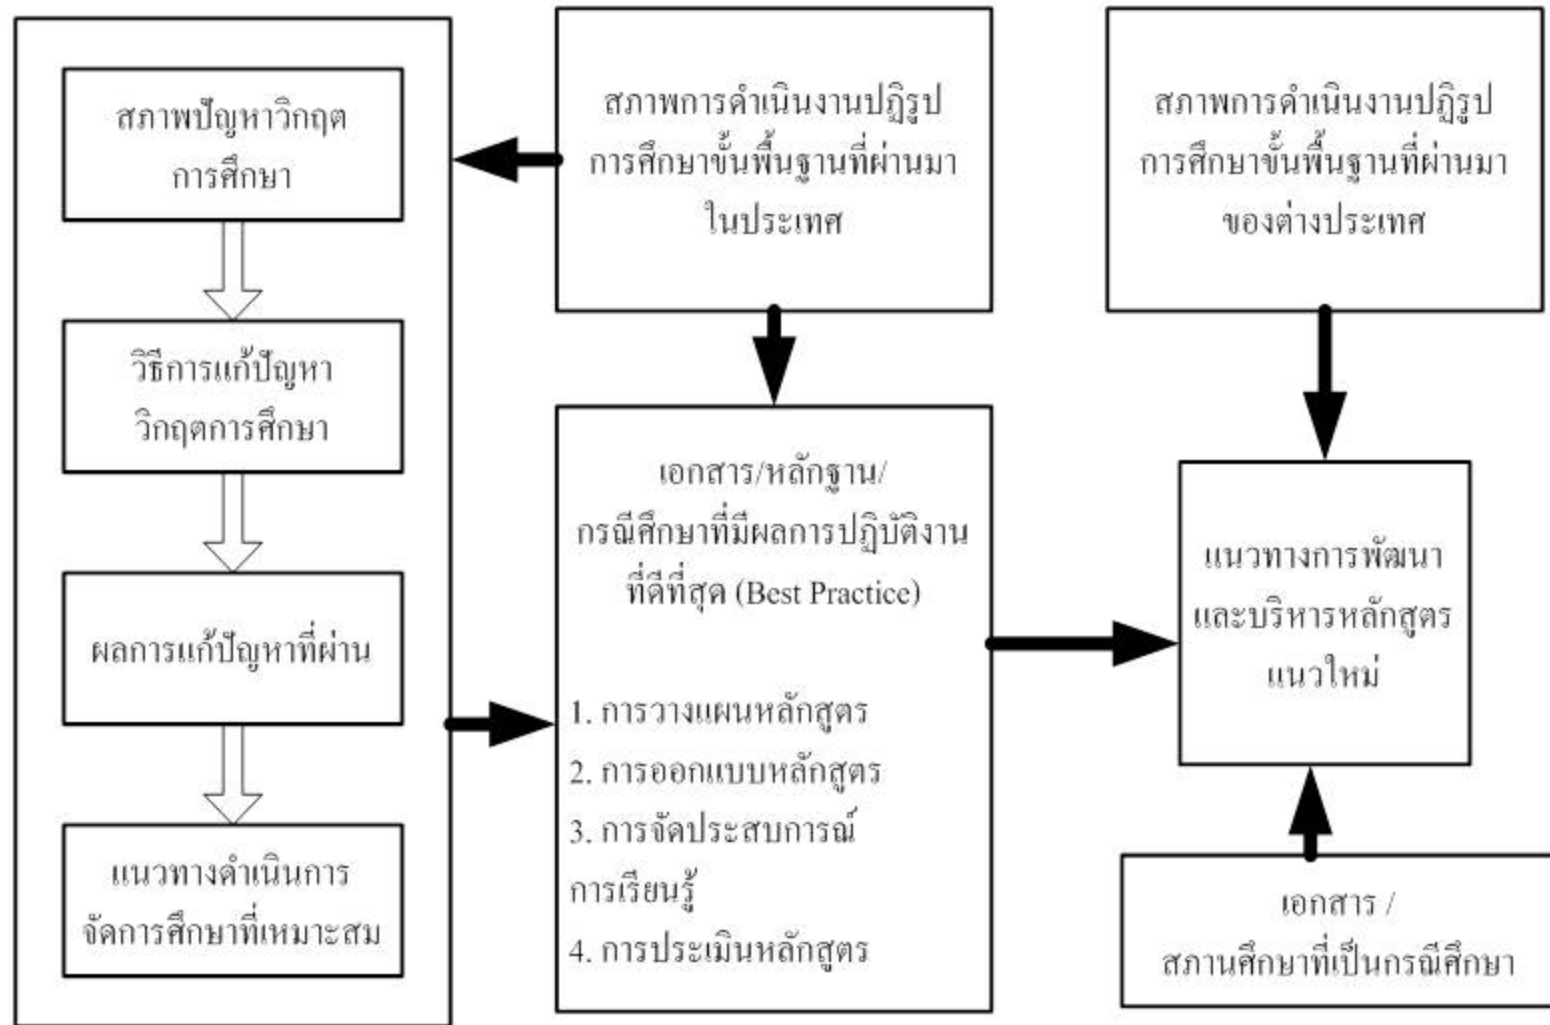 สภาพปัญหาวิกฤต
การศึกษา
วิธีการแก้ปัญหา
วิกฤตการศึกษา
ผลการแก้ปัญหาที่ผ่าน
แนวทางดำเนินการ
จัดการศึกษาที่เหมาะสม
สภาพการดำเนินงานปฏิรูป
การศึกษาขั้นพื้นฐานที่ผ่านมา
ในประเทศ
เอกสาร/หลักฐาน/
กรณีศึกษาที่มีผลการปฏิบัติงาน
ที่ดีที่สุด (Best Practice)
1. การวางแผนหลักสูตร
2. การออกแบบหลักสูตร
3. การจัดประสบการณ์
การเรียนรู้
4. การประเมินหลักสูตร
สภาพการดำเนินงานปฏิรูป
การศึกษาขั้นพื้นฐานที่ผ่านมา
ของต่างประเทศ
แนวทางการพัฒนา
และบริหารหลักสูตร
แนวใหม่
เอกสาร /
สถานศึกษาที่เป็นกรณีศึกษา